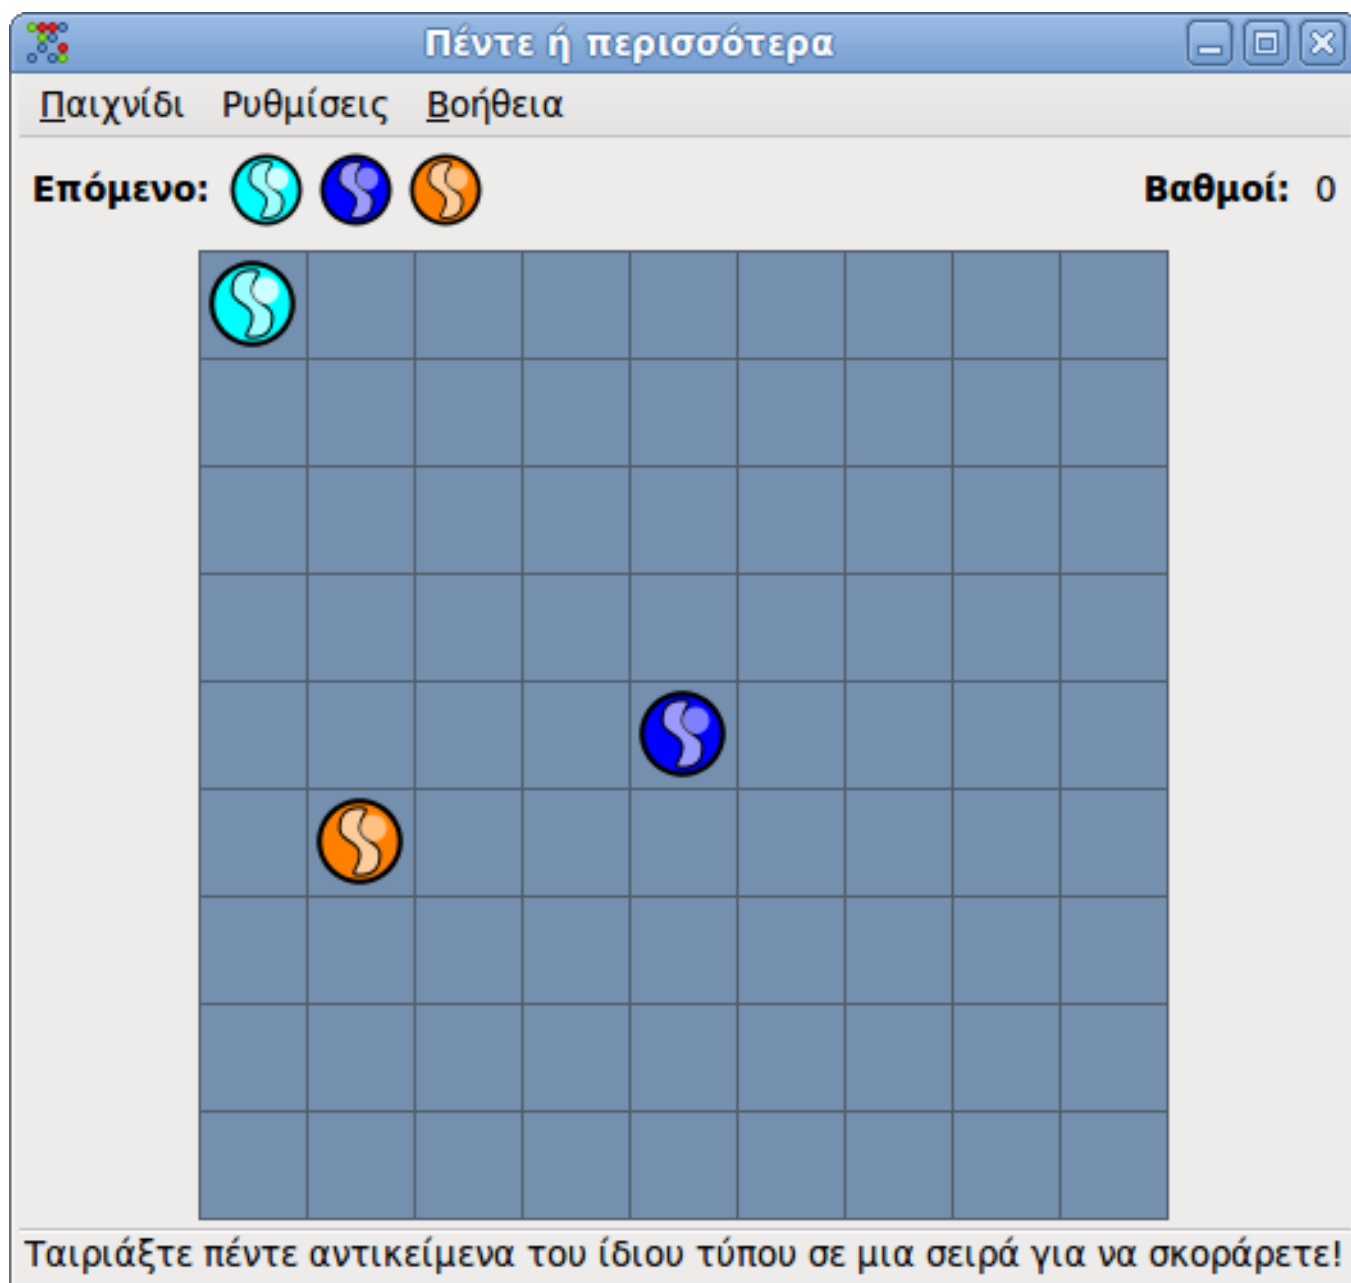 Πέντε ή περισσότερα
Παιχνίδι Ρυθμίσεις Βοήθεια
Επόμενο: Βαθμοί: 0
Ταιριάξτε πέντε αντικείμενα του ίδιου τύπου σε μια σειρά για να σκοράρετε!